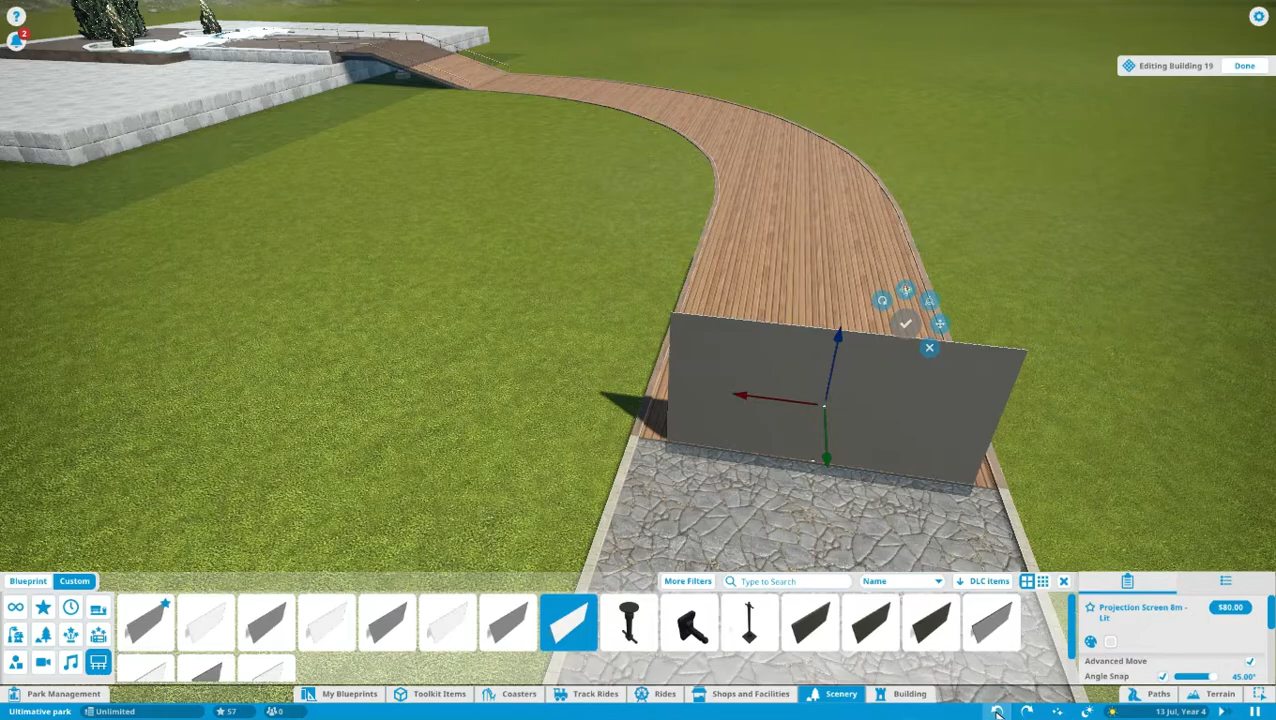 ?
2
Editing Building 19
Done
Blueprint
Custom
More Filters
Type to Search
Name
DLC items
Projection Screen 8m -
Lit
$80.00
Advanced Move
Angle Snap
45.00°
Park Management
My Blueprints
Toolkit Items
Coasters
Track Rides
Rides
Shops and Facilities
Scenery
Building
Paths
Terrain
Ultimative park
Unlimited
57
0
13 Jul, Year 4